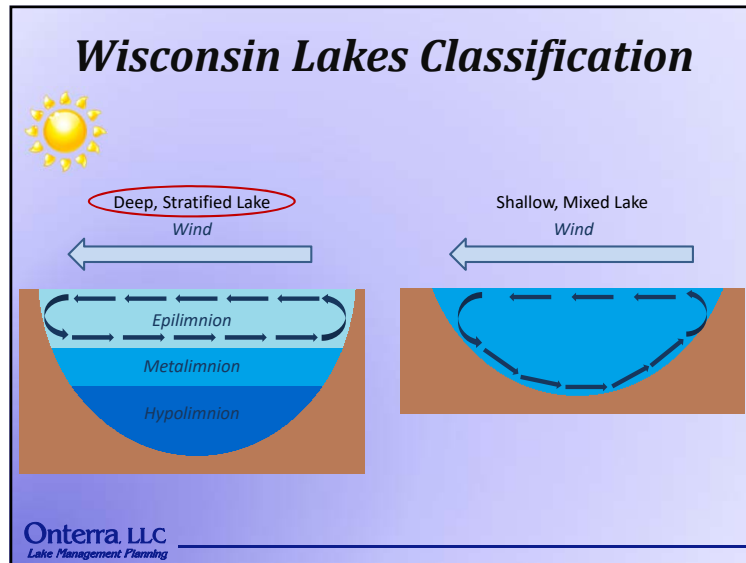 Wisconsin Lakes Classification
Deep, Stratified Lake
Wind
Epilimnion
Metalimnion
Hypolimnion
Shallow, Mixed Lake
Wind
Onterra, LLC
Lake Management Planning